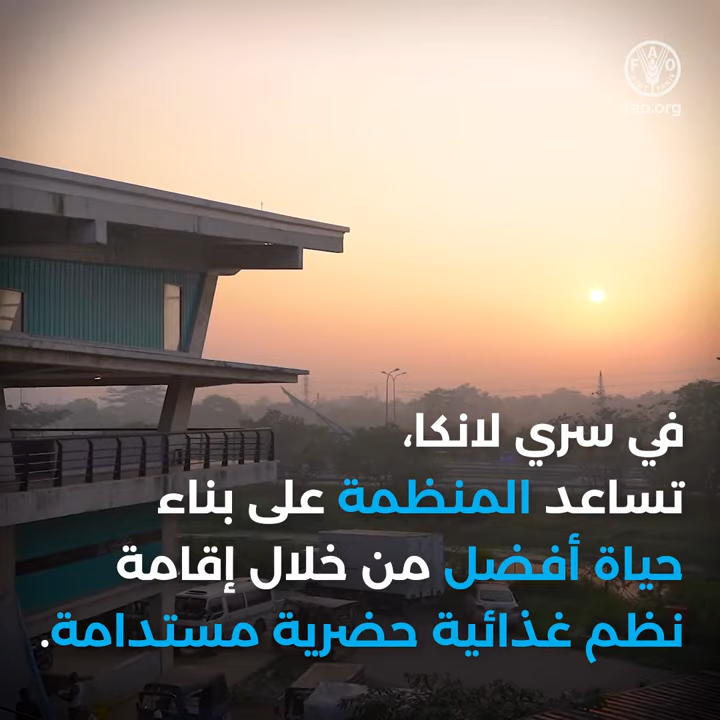 FAO
fao.org
في سري لانكا،
تساعد المنظمة على بناء
حياة أفضل من خلال إقامة
نظم غذائية حضرية مستدامة.